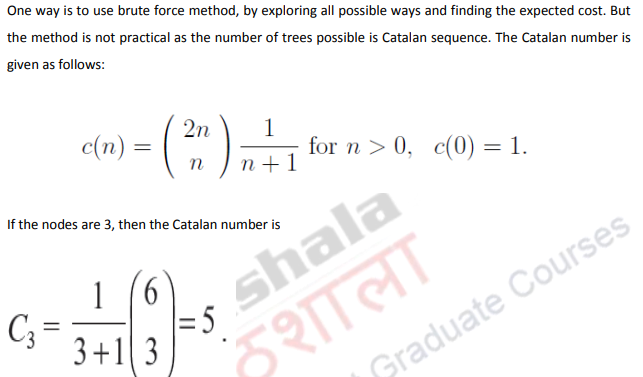 One way is to use brute force method, by exploring all possible ways and finding the expected cost. But
the method is not practical as the number of trees possible is Catalan sequence. The Catalan number is
given as follows:
c(n) = ( 2n n ) 1/(n + 1) for n > 0, c(0) = 1.
If the nodes are 3, then the Catalan number is
C₃ = 1/(3+1) ( 6 3 ) = 5 .
shala
ठशाला
Graduate Courses